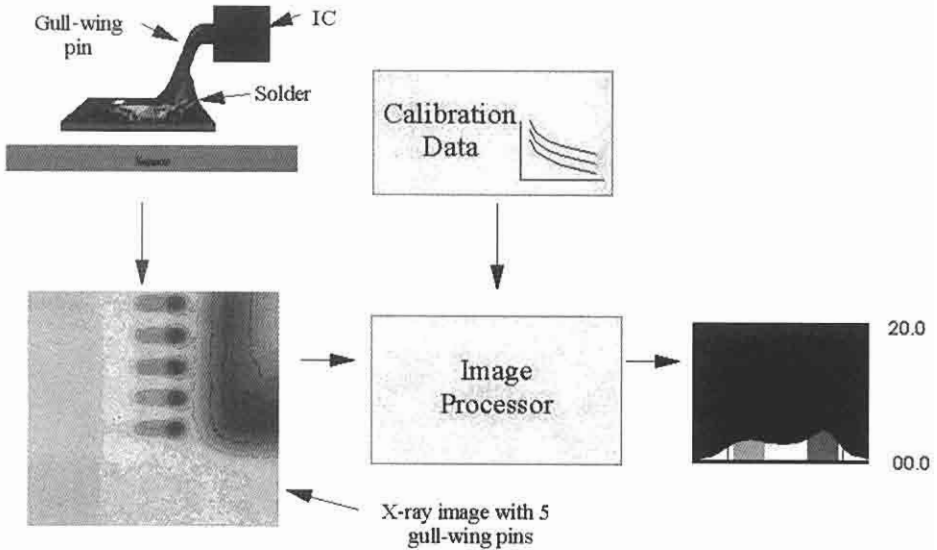 Gull-wing
pin
IC
Solder
Sensor
Calibration
Data
Image
Processor
20.0
00.0
X-ray image with 5
gull-wing pins